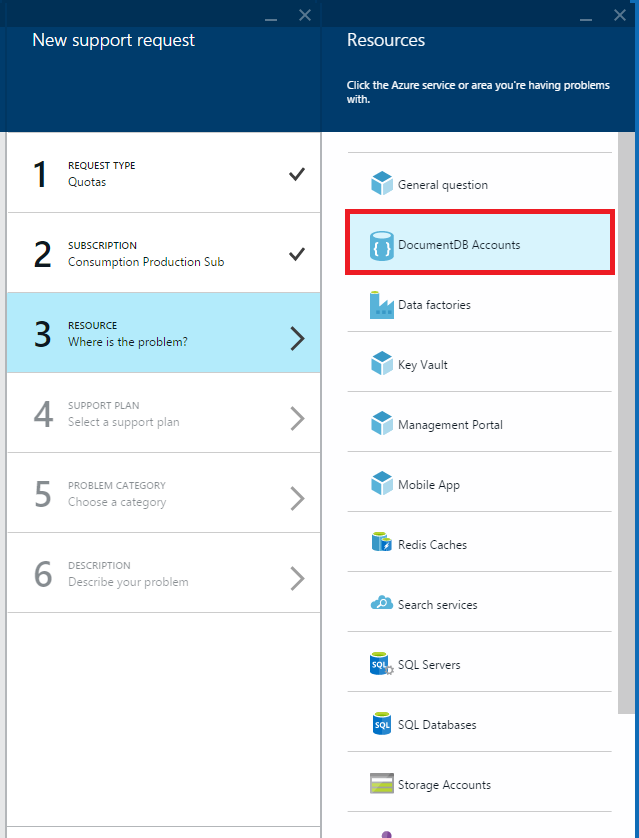 New support request
1
REQUEST TYPE
Quotas
2
SUBSCRIPTION
Consumption Production Sub
3
RESOURCE
Where is the problem?
4
SUPPORT PLAN
Select a support plan
5
PROBLEM CATEGORY
Choose a category
6
DESCRIPTION
Describe your problem
Resources
Click the Azure service or area you're having problems
with.
General question
DocumentDB Accounts
Data factories
Key Vault
Management Portal
Mobile App
Redis Caches
Search services
SQL
SQL Servers
SQL
SQL Databases
Storage Accounts